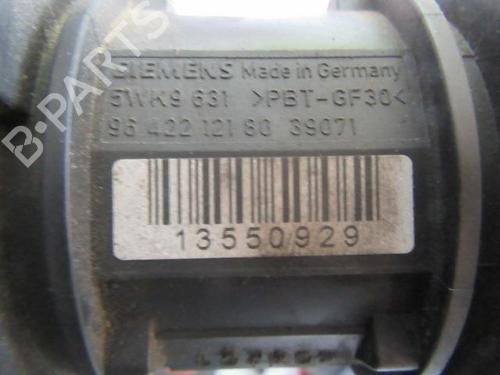 SIEMENS Made in Germany
5WK9 631 >PBT-GF30<
96 422 121 80 39071
13550929
B-PARTS